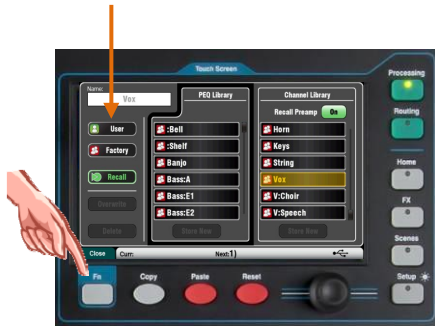 Touch Screen
Processing
Name:
Vox
PEQ Library
Channel Library
Recall Preamp On
Routing
User
:Bell
Horn
Factory
:Shelf
Keys
Banjo
String
Home
Recall
Bass:A
Vox
Overwrite
Bass:E1
V:Choir
FX
Delete
Bass:E2
V:Speech
Store New
Store New
Scenes
Close
Curr:
Next:1)
Fn
Copy
Paste
Reset
Setup